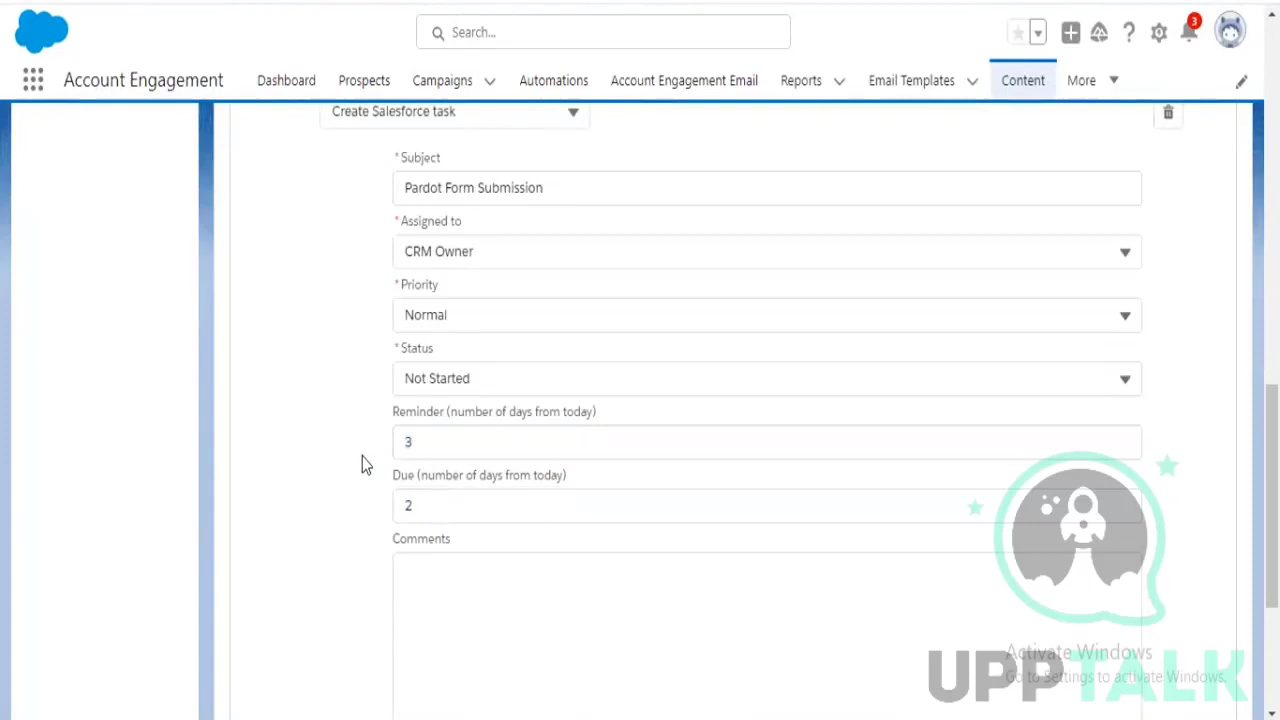 Search...
3
Account Engagement
Dashboard
Prospects
Campaigns
Automations
Account Engagement Email
Reports
Email Templates
Content
More
Create Salesforce task
*Subject
Pardot Form Submission
*Assigned to
CRM Owner
*Priority
Normal
*Status
Not Started
Reminder (number of days from today)
3
Due (number of days from today)
2
Comments
Activate Windows
Go to Settings to activate Windows.
UPPTALK